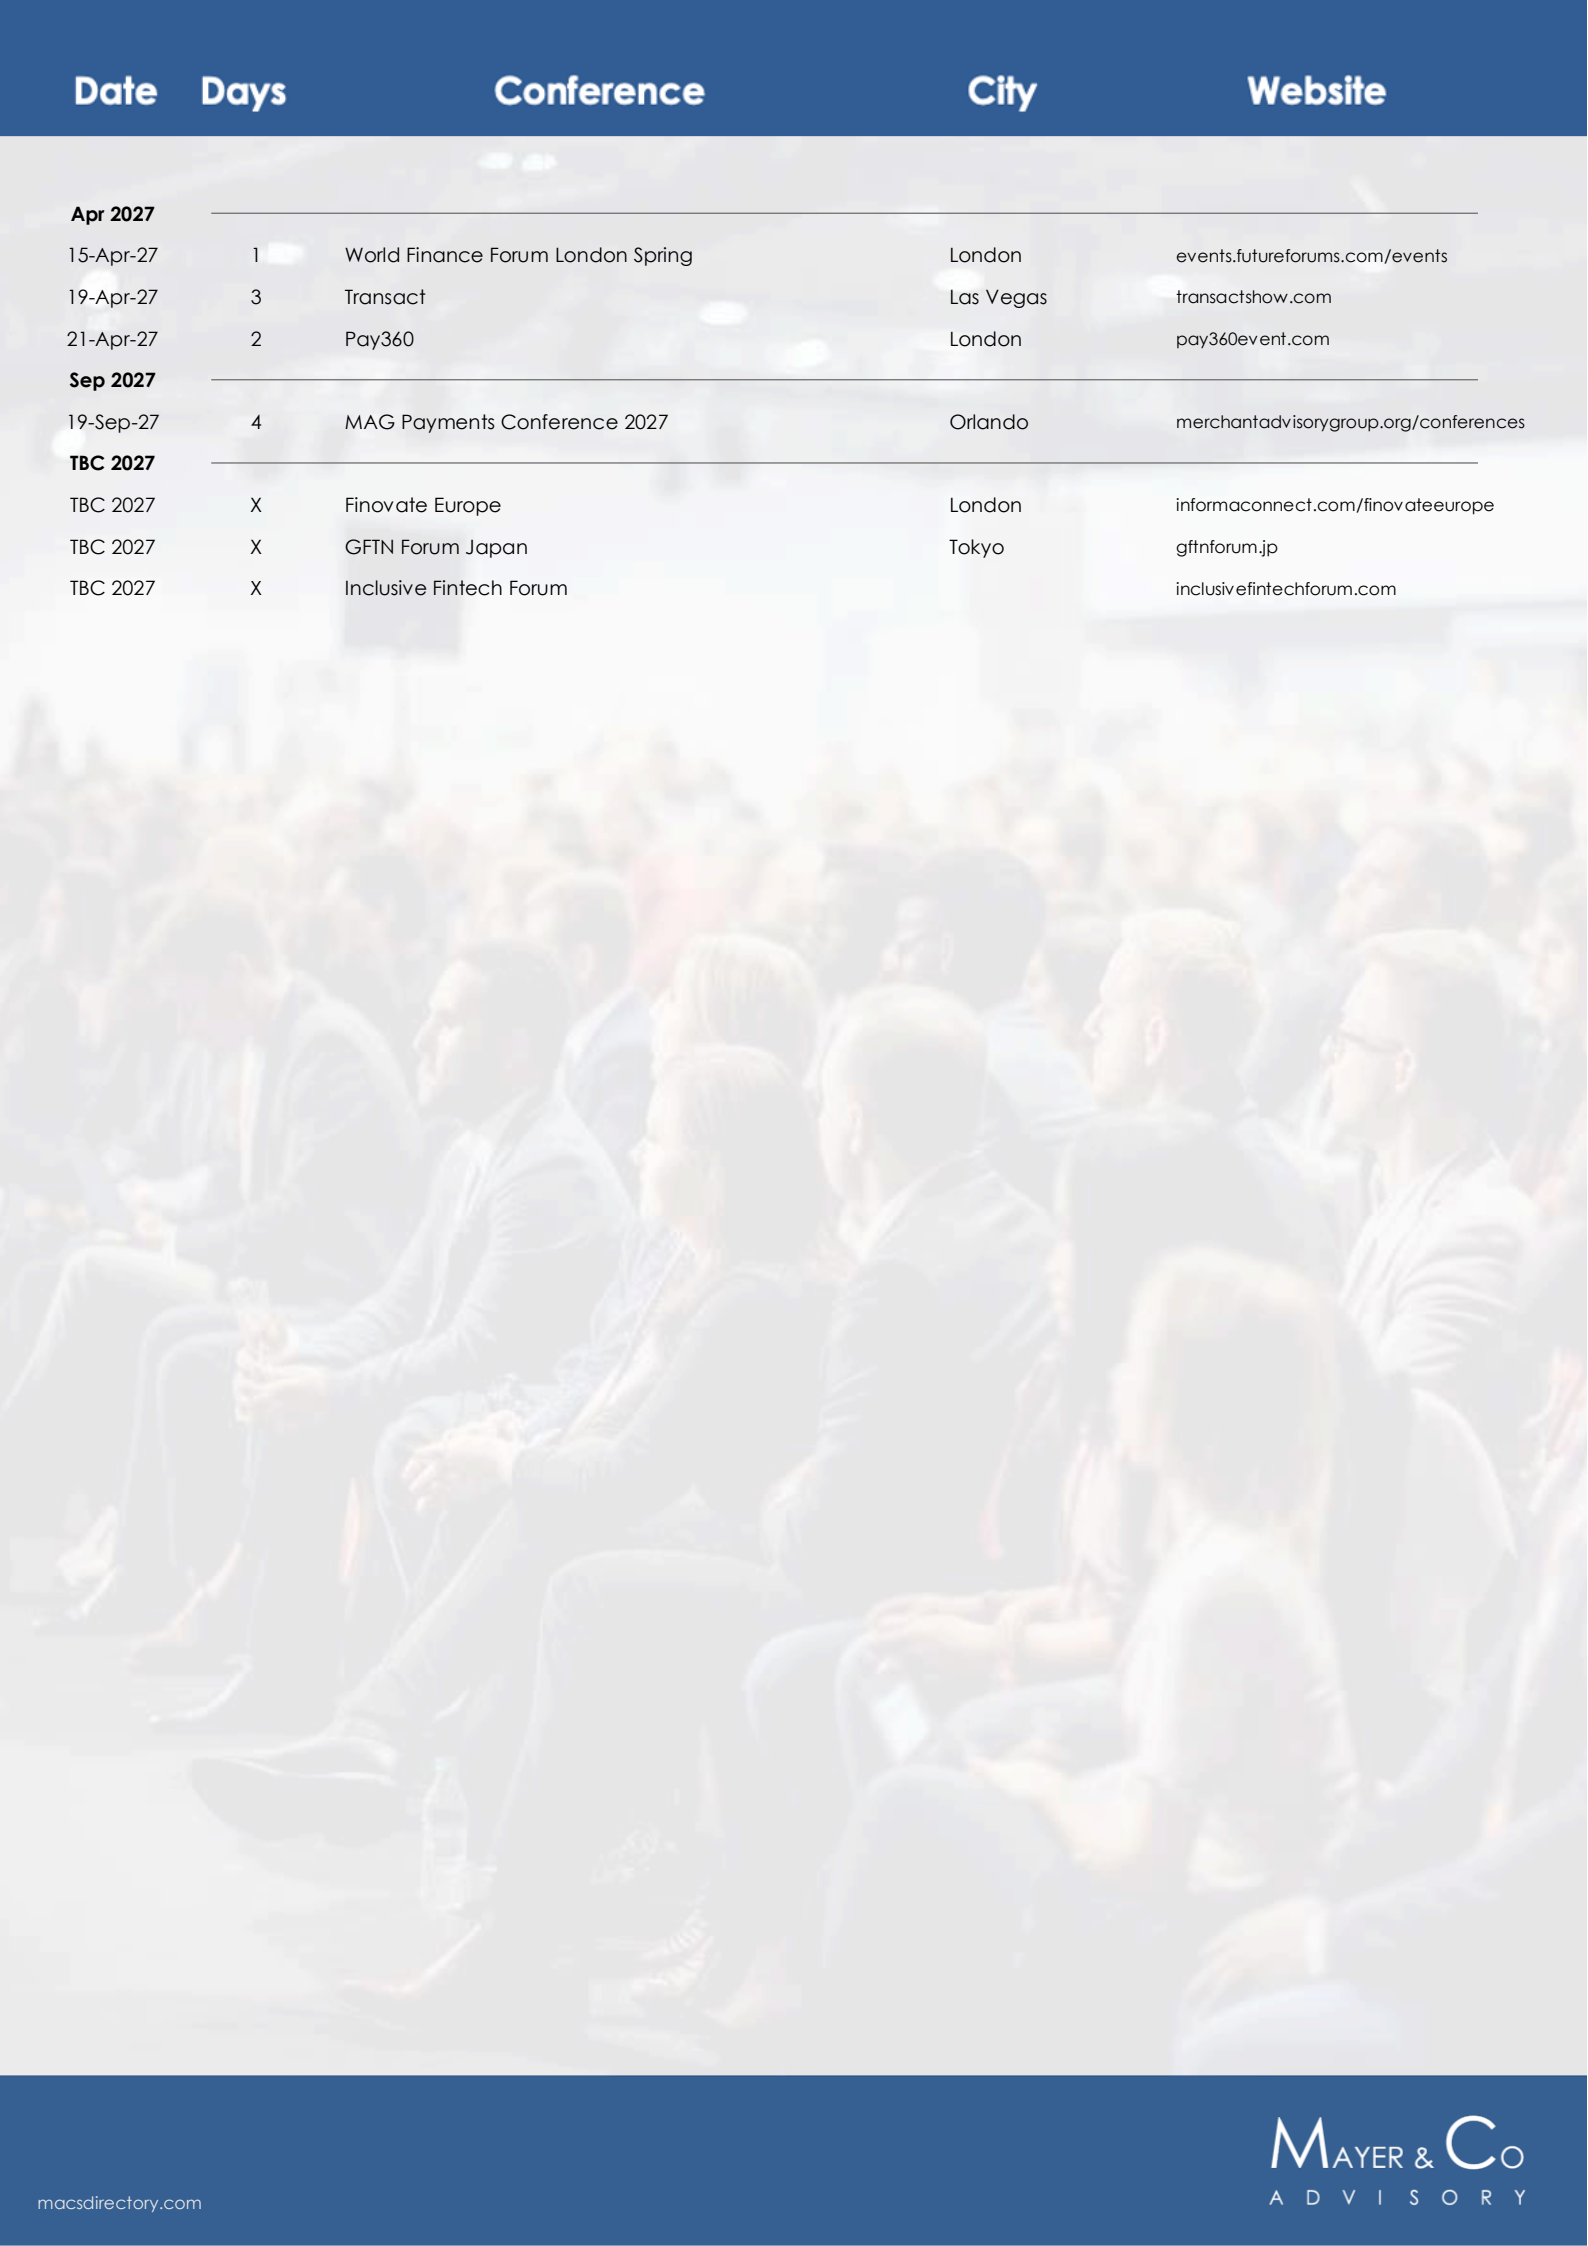 Date Days Conference City Website
Apr 2027
15-Apr-27 1 World Finance Forum London Spring London events.futureforums.com/events
19-Apr-27 3 Transact Las Vegas transactshow.com
21-Apr-27 2 Pay360 London pay360event.com
Sep 2027
19-Sep-27 4 MAG Payments Conference 2027 Orlando merchantadvisorygroup.org/conferences
TBC 2027
TBC 2027 X Finovate Europe London informaconnect.com/finovateeurope
TBC 2027 X GFTN Forum Japan Tokyo gftnforum.jp
TBC 2027 X Inclusive Fintech Forum inclusivefintechforum.com
MAYER & CO
ADVISORY
macsdirectory.com